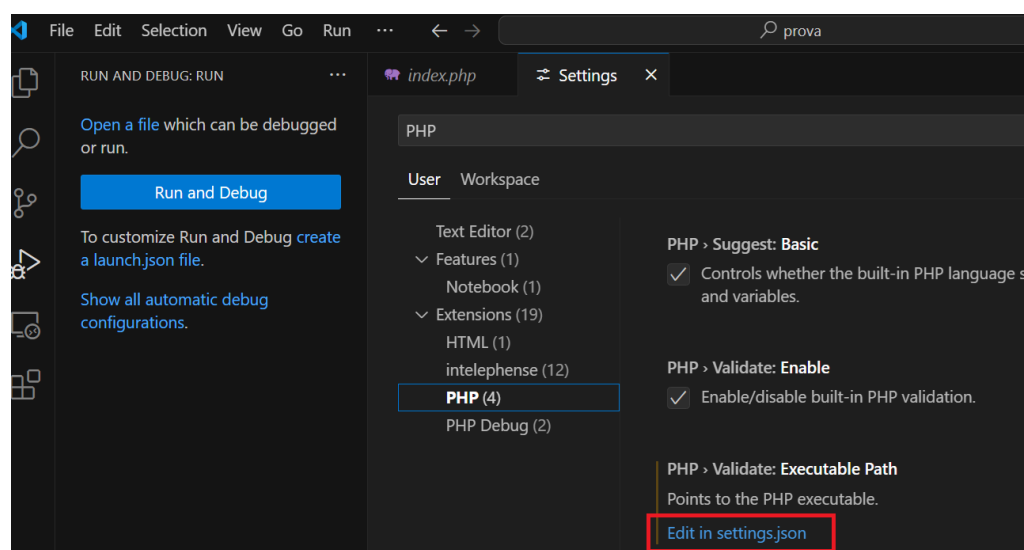 File Edit Selection View Go Run ··· ← → prova
RUN AND DEBUG: RUN ···
index.php Settings ×
Open a file which can be debugged
or run.
Run and Debug
To customize Run and Debug create
a launch.json file.
Show all automatic debug
configurations.
PHP
User Workspace
Text Editor (2)
Features (1)
Notebook (1)
Extensions (19)
HTML (1)
intelephense (12)
PHP (4)
PHP Debug (2)
PHP › Suggest: Basic
Controls whether the built-in PHP language
and variables.
PHP › Validate: Enable
Enable/disable built-in PHP validation.
PHP › Validate: Executable Path
Points to the PHP executable.
Edit in settings.json